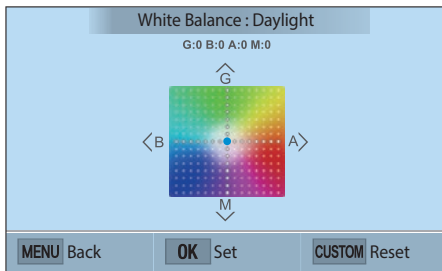 White Balance : Daylight
G:0 B:0 A:0 M:0
G
B A
M
MENU Back OK Set CUSTOM Reset